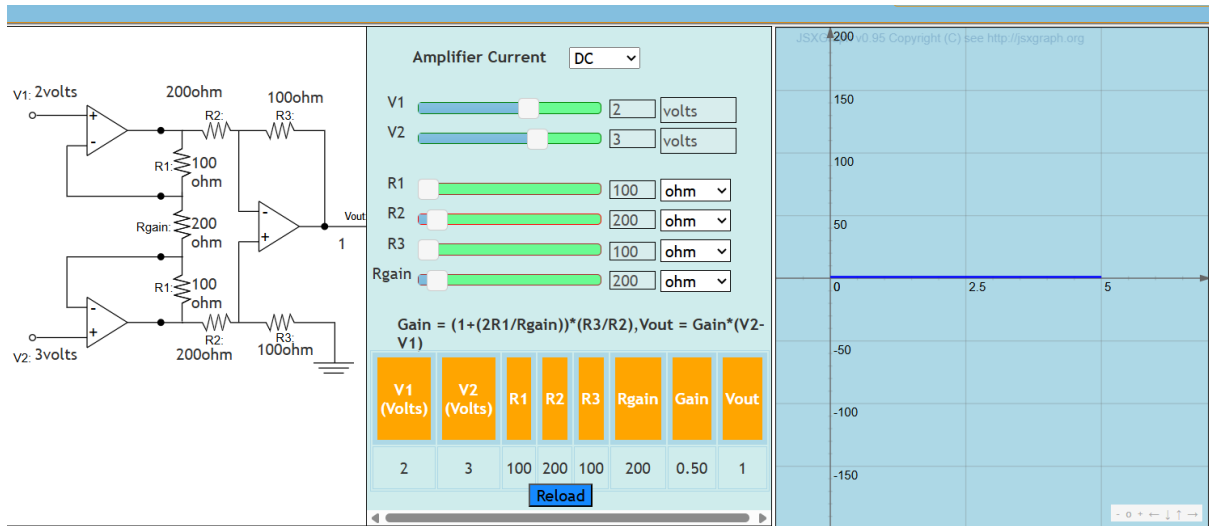 V1: 2volts
200ohm
R2:
100ohm
R3:
+
-
R1: 100
ohm
Rgain: 200
ohm
-
+
Vout
1
R1: 100
ohm
-
+
V2: 3volts
R2:
200ohm
R3:
100ohm
Amplifier Current DC
V1 2 volts
V2 3 volts
R1 100 ohm
R2 200 ohm
R3 100 ohm
Rgain 200 ohm
Gain = (1+(2R1/Rgain))*(R3/R2),Vout = Gain*(V2-
V1)
V1 (Volts) V2 (Volts) R1 R2 R3 Rgain Gain Vout
2 3 100 200 100 200 0.50 1
Reload
JSXG v0.95 Copyright (C) see http://jsxgraph.org
200
150
100
50
0 2.5 5
-50
-100
-150
- o + ← ↓ ↑ →